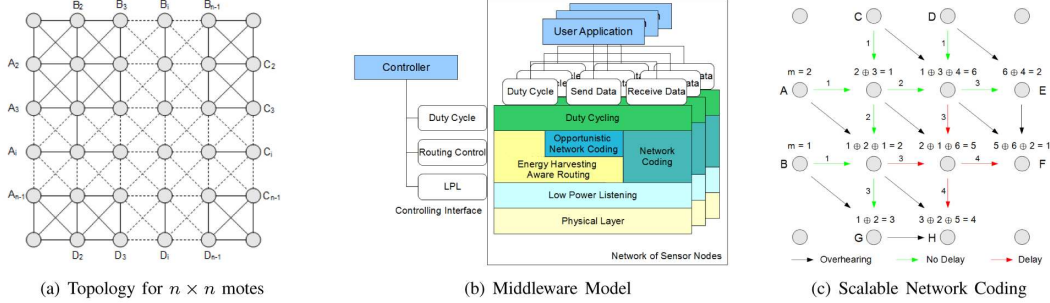 B2 B3 Bi Bn-1
A2 C2
A3 C3
Ai Ci
An-1 Cn-1
D2 D3 Di Dn-1
(a) Topology for n × n motes
User Application
Controller
Duty Cycle Send Data Receive Data
Duty Cycle
Routing Control
LPL
Controlling Interface
Duty Cycling
Opportunistic
Network Coding
Network
Coding
Energy Harvesting
Aware Routing
Low Power Listening
Physical Layer
Network of Sensor Nodes
(b) Middleware Model
C D
1 1
m = 2 2 ⊕ 3 = 1 1 ⊕ 3 ⊕ 4 = 6 6 ⊕ 4 = 2
A 1 2 3 E
2 3
m = 1 1 ⊕ 2 ⊕ 1 = 2 2 ⊕ 1 ⊕ 6 = 5 5 ⊕ 6 ⊕ 2 = 1
B 1 3 4 F
3 4
1 ⊕ 2 = 3 3 ⊕ 2 ⊕ 5 = 4
G H
Overhearing No Delay Delay
(c) Scalable Network Coding